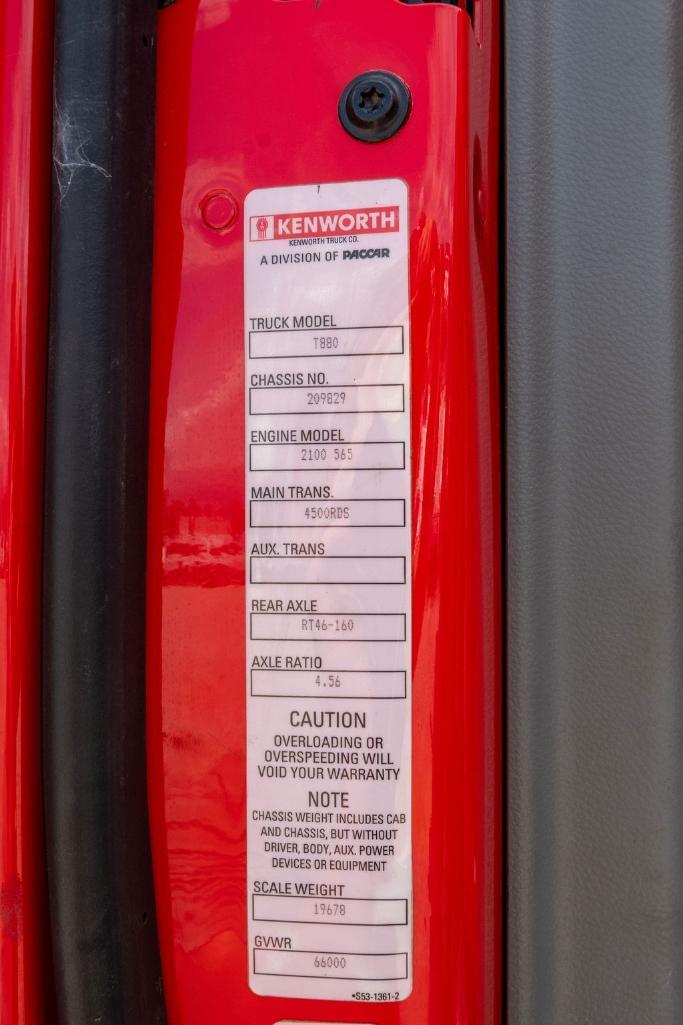 KENWORTH
KENWORTH TRUCK CO.
A DIVISION OF PACCAR
TRUCK MODEL
T880
CHASSIS NO.
209829
ENGINE MODEL
2100 565
MAIN TRANS.
4500RDS
AUX. TRANS
REAR AXLE
RT46-160
AXLE RATIO
4.56
CAUTION
OVERLOADING OR
OVERSPEEDING WILL
VOID YOUR WARRANTY
NOTE
CHASSIS WEIGHT INCLUDES CAB
AND CHASSIS, BUT WITHOUT
DRIVER, BODY, AUX. POWER
DEVICES OR EQUIPMENT
SCALE WEIGHT
19678
GVWR
66000
*S53-1361-2